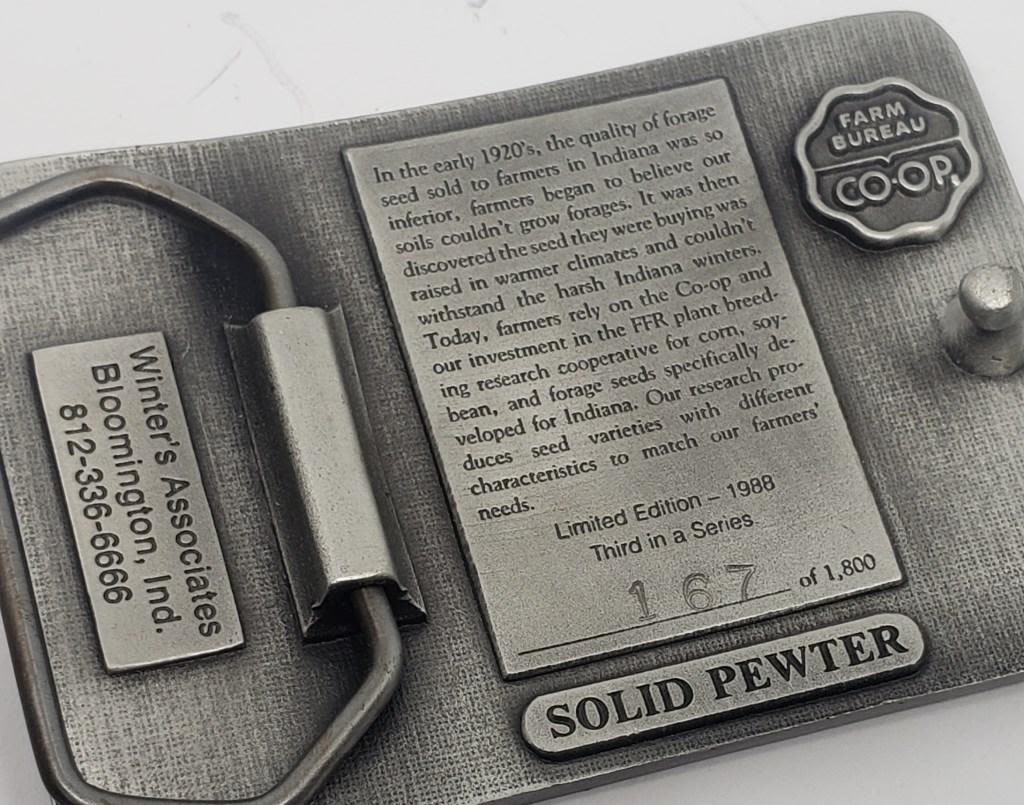 In the early 1920's, the quality of forage
seed sold to farmers in Indiana was so
inferior, farmers began to believe our
soils couldn't grow forages. It was then
discovered the seed they were buying was
raised in warmer climates and couldn't
withstand the harsh Indiana winters.
Today, farmers rely on the Co-op and
our investment in the FFR plant breed-
ing research cooperative for corn, soy-
bean, and forage seeds specifically de-
veloped for Indiana. Our research pro-
duces seed varieties with different
characteristics to match our farmers'
needs.
Limited Edition – 1988
Third in a Series
167 of 1,800
SOLID PEWTER
FARM
BUREAU
CO-OP
Winter's Associates
Bloomington, Ind.
812-336-6666